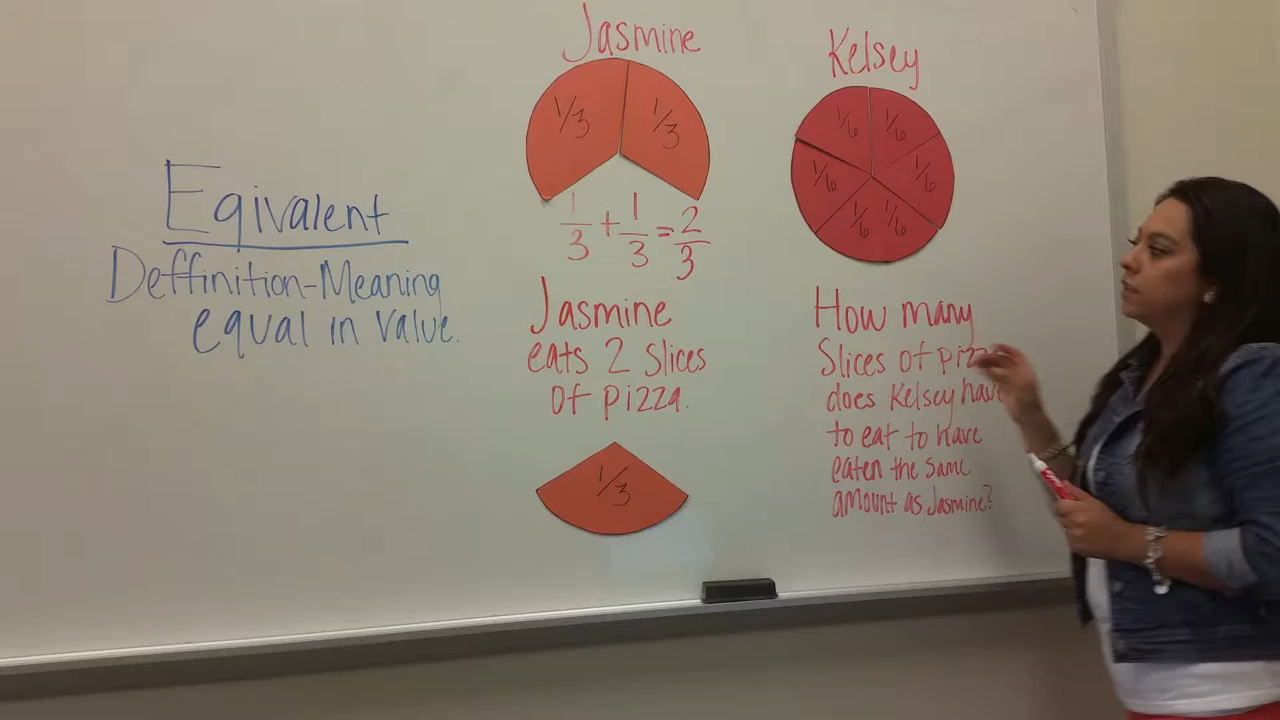 Eqivalent
Deffinition-Meaning
equal in value.
Jasmine
1/3 1/3
1/3 + 1/3 = 2/3
Jasmine
eats 2 Slices
of pizza.
1/3
Kelsey
1/6 1/6
1/6 1/6
1/6 1/6
How many
Slices of pizz
does Kelsey have
to eat to have
eaten the same
amount as Jasmine?